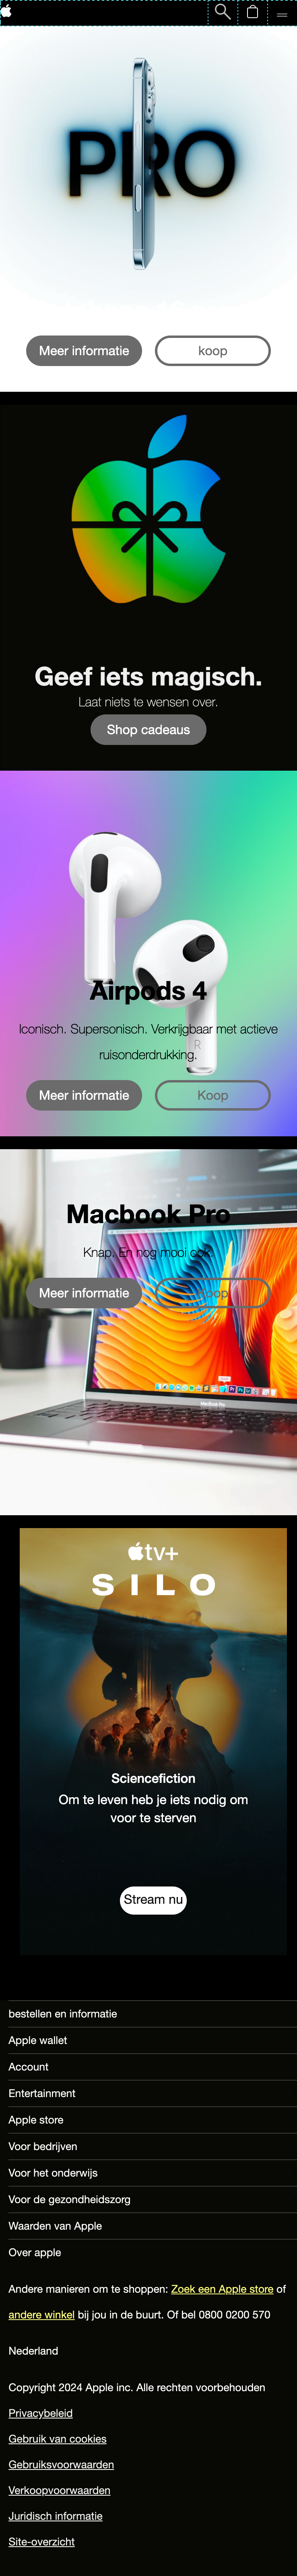 PRO
Meer informatie
koop
Geef iets magisch.
Laat niets te wensen over.
Shop cadeaus
Airpods 4
Iconisch. Supersonisch. Verkrijgbaar met actieve
ruisonderdrukking.
R
Meer informatie
Koop
Macbook Pro
Knap. En nog mooi ook.
Meer informatie
Koop
MacBook Pro
tv+
SILO
Sciencefiction
Om te leven heb je iets nodig om
voor te sterven
Stream nu
bestellen en informatie
Apple wallet
Account
Entertainment
Apple store
Voor bedrijven
Voor het onderwijs
Voor de gezondheidszorg
Waarden van Apple
Over apple
Andere manieren om te shoppen: Zoek een Apple store of
andere winkel bij jou in de buurt. Of bel 0800 0200 570
Nederland
Copyright 2024 Apple inc. Alle rechten voorbehouden
Privacybeleid
Gebruik van cookies
Gebruiksvoorwaarden
Verkoopvoorwaarden
Juridisch informatie
Site-overzicht